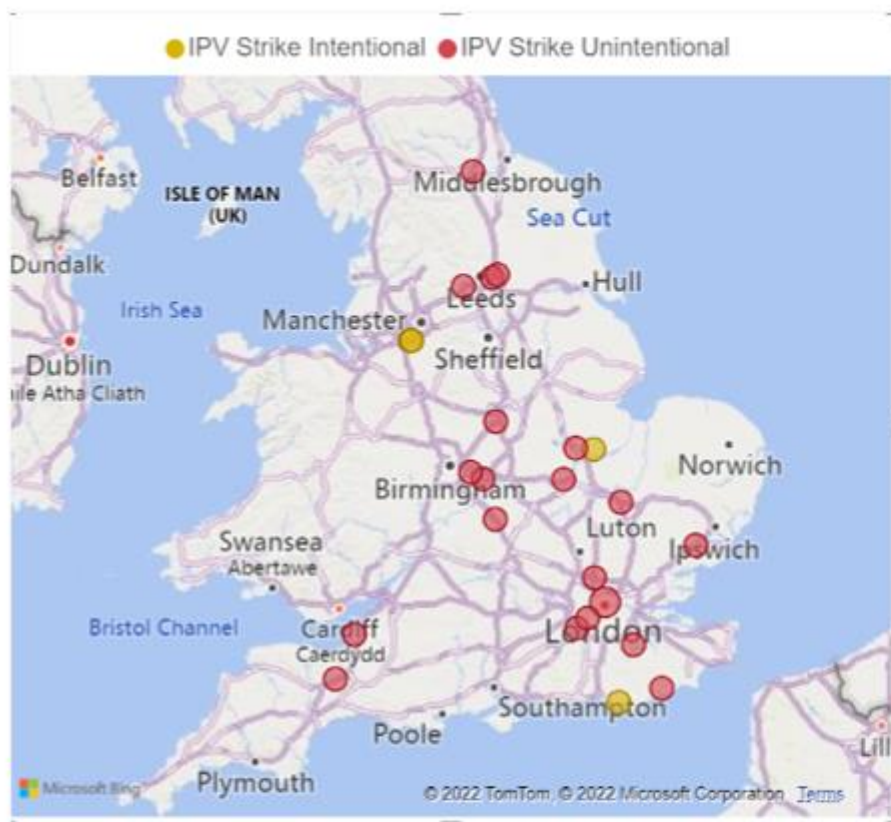 IPV Strike Intentional IPV Strike Unintentional
Belfast
ISLE OF MAN
(UK)
Middlesbrough
Sea Cut
Dundalk
Irish Sea
Leeds
Hull
Manchester
Dublin
Sheffield
aile Atha Cliath
Norwich
Birmingham
Luton
Ipswich
Swansea
Abertawe
Bristol Channel
Cardiff
Caerdydd
London
Southampton
Poole
Lill
Plymouth
Microsoft Bing
© 2022 TomTom, © 2022 Microsoft Corporation Terms